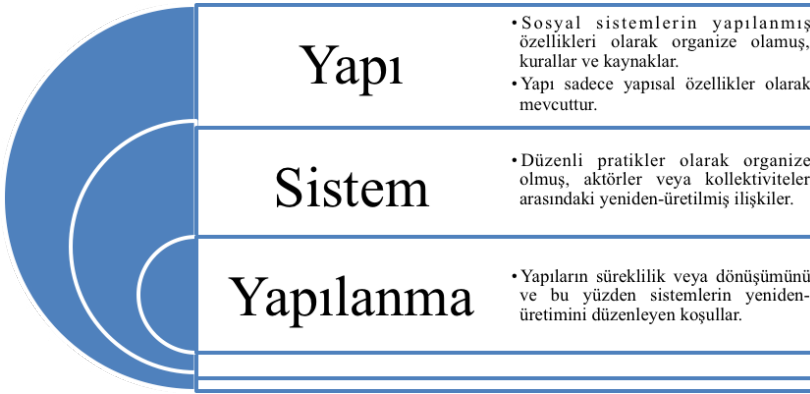 Yapı
• Sosyal sistemlerin yapılanmış
özellikleri olarak organize olamuş,
kurallar ve kaynaklar.
• Yapı sadece yapısal özellikler olarak
mevcuttur.
Sistem
• Düzenli pratikler olarak organize
olmuş, aktörler veya kollektiviteler
arasındaki yeniden-üretilmiş ilişkiler.
Yapılanma
• Yapıların süreklilik veya dönüşümünü
ve bu yüzden sistemlerin yeniden-
üretimini düzenleyen koşullar.